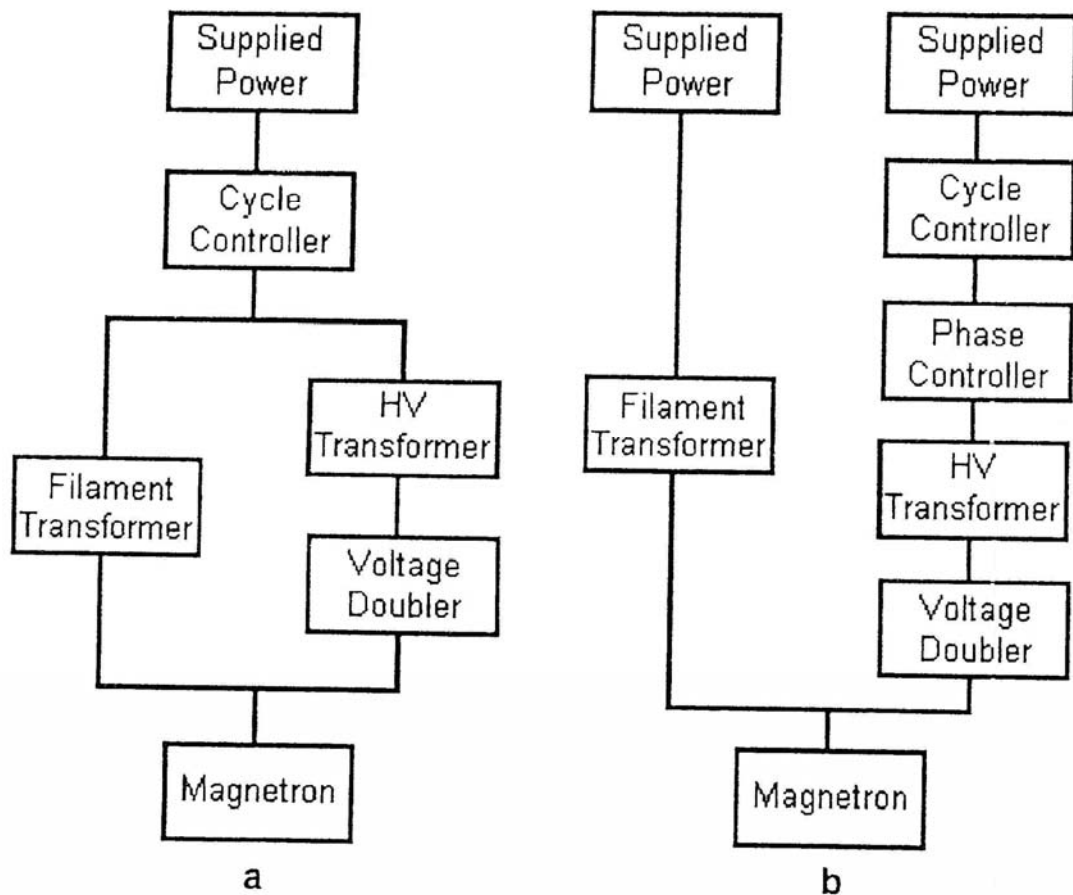 Supplied
Power
Cycle
Controller
HV
Transformer
Filament
Transformer
Voltage
Doubler
Magnetron
a
Supplied
Power
Supplied
Power
Cycle
Controller
Phase
Controller
Filament
Transformer
HV
Transformer
Voltage
Doubler
Magnetron
b